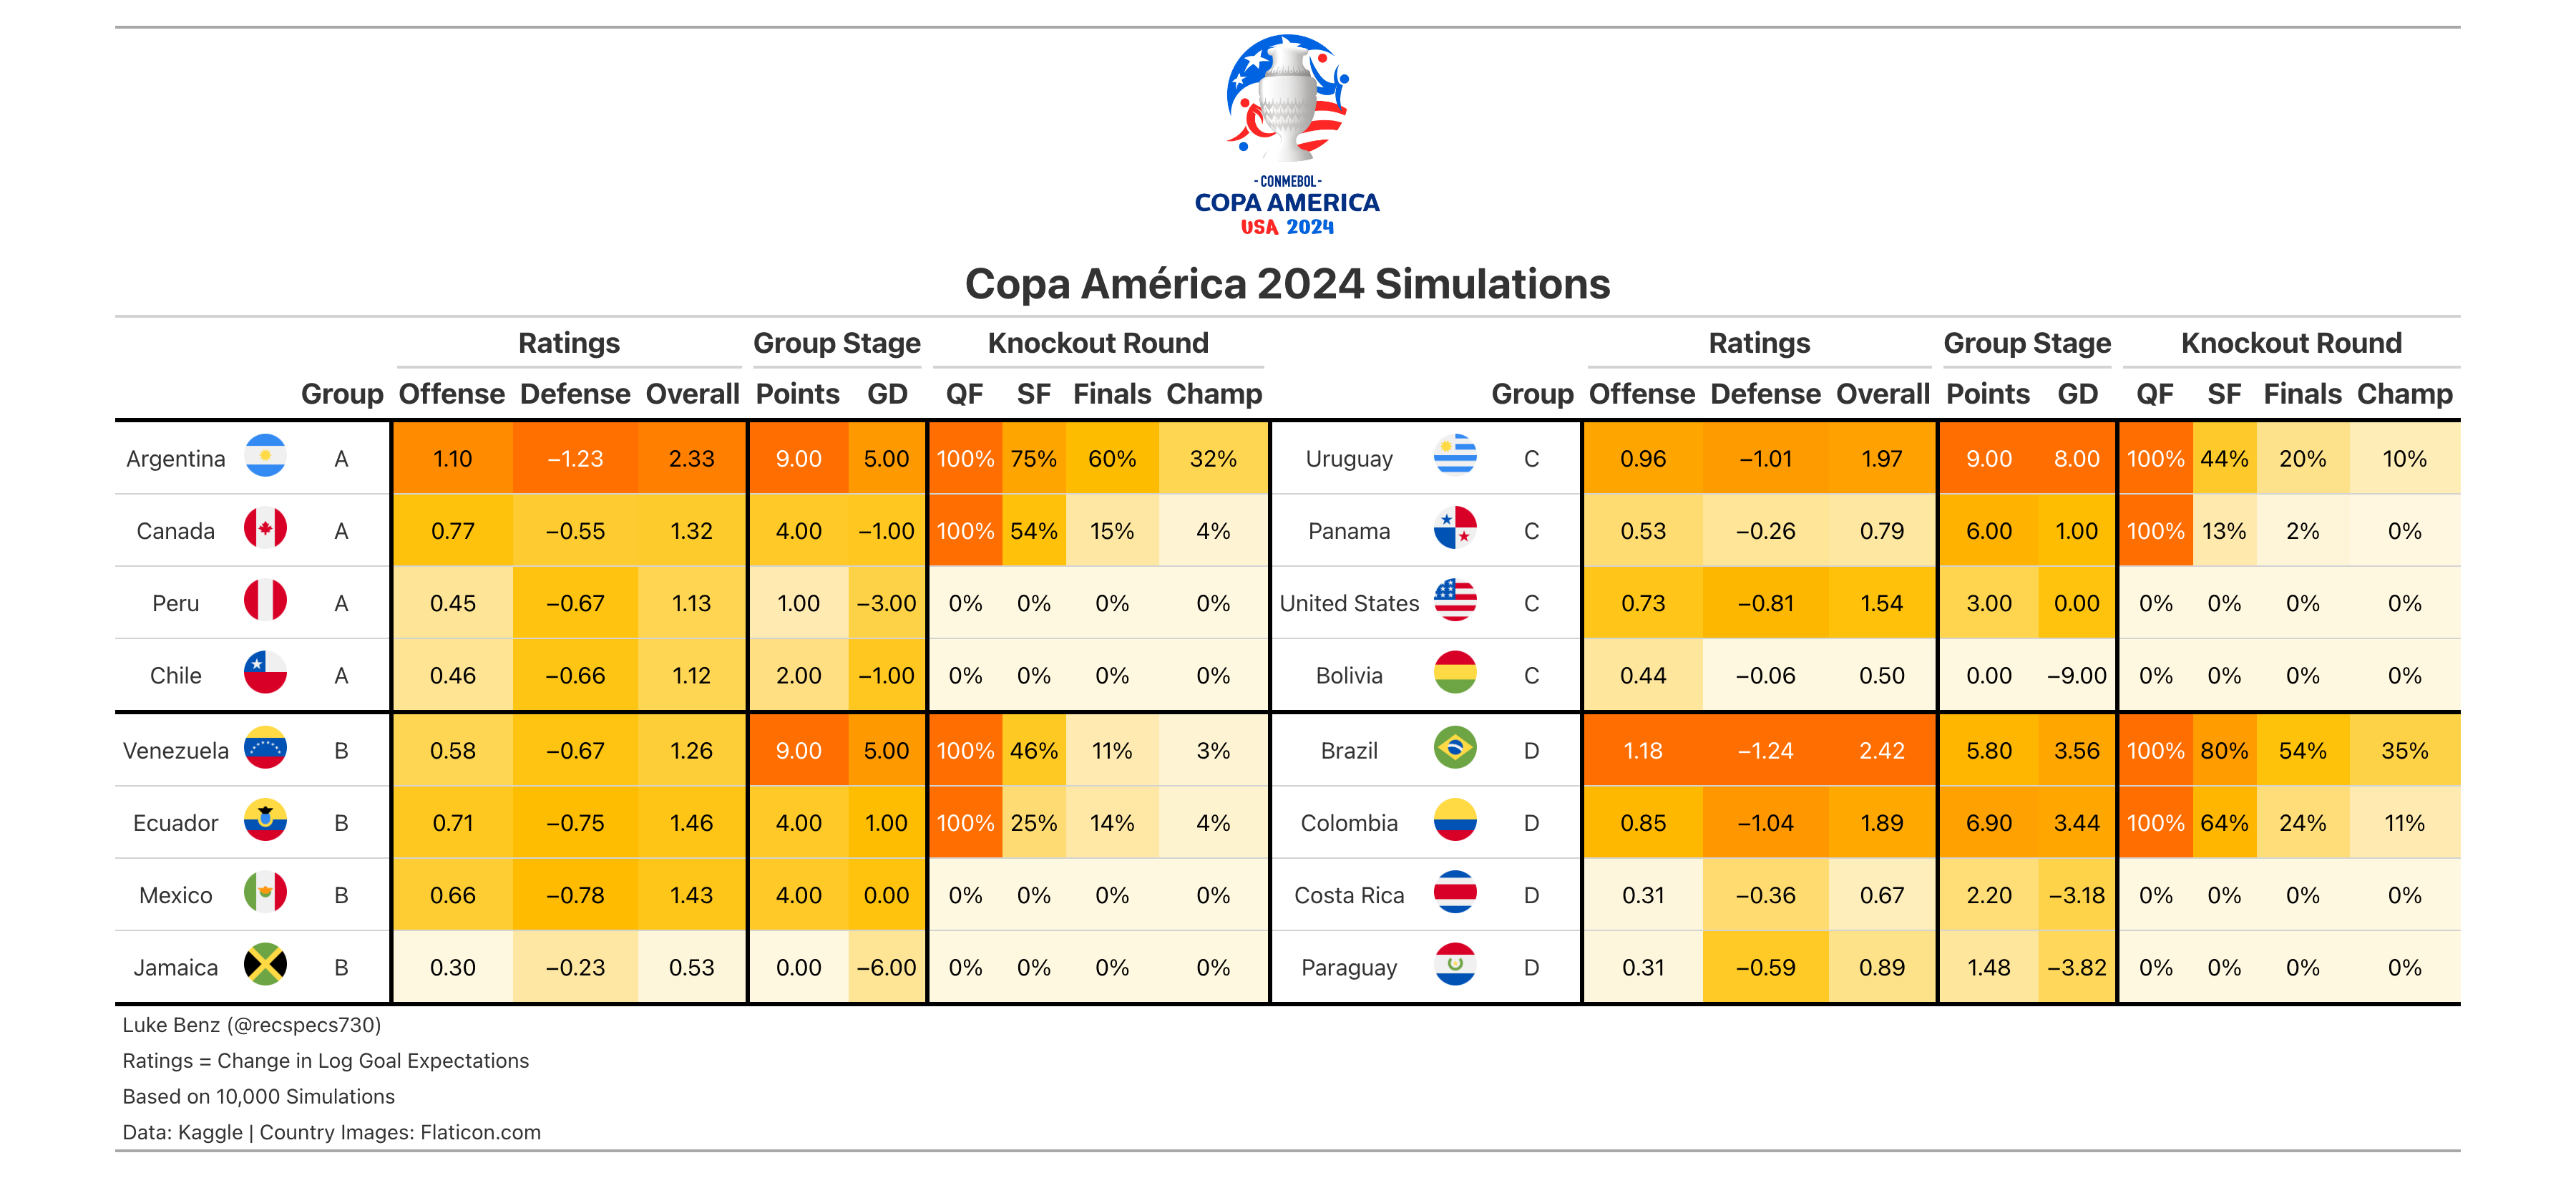 - CONMEBOL -
COPA AMERICA
USA 2024
Copa América 2024 Simulations
Ratings Group Stage Knockout Round Ratings Group Stage Knockout Round
Group Offense Defense Overall Points GD QF SF Finals Champ Group Offense Defense Overall Points GD QF SF Finals Champ
Argentina A 1.10 −1.23 2.33 9.00 5.00 100% 75% 60% 32% Uruguay C 0.96 −1.01 1.97 9.00 8.00 100% 44% 20% 10%
Canada A 0.77 −0.55 1.32 4.00 −1.00 100% 54% 15% 4% Panama C 0.53 −0.26 0.79 6.00 1.00 100% 13% 2% 0%
Peru A 0.45 −0.67 1.13 1.00 −3.00 0% 0% 0% 0% United States C 0.73 −0.81 1.54 3.00 0.00 0% 0% 0% 0%
Chile A 0.46 −0.66 1.12 2.00 −1.00 0% 0% 0% 0% Bolivia C 0.44 −0.06 0.50 0.00 −9.00 0% 0% 0% 0%
Venezuela B 0.58 −0.67 1.26 9.00 5.00 100% 46% 11% 3% Brazil D 1.18 −1.24 2.42 5.80 3.56 100% 80% 54% 35%
Ecuador B 0.71 −0.75 1.46 4.00 1.00 100% 25% 14% 4% Colombia D 0.85 −1.04 1.89 6.90 3.44 100% 64% 24% 11%
Mexico B 0.66 −0.78 1.43 4.00 0.00 0% 0% 0% 0% Costa Rica D 0.31 −0.36 0.67 2.20 −3.18 0% 0% 0% 0%
Jamaica B 0.30 −0.23 0.53 0.00 −6.00 0% 0% 0% 0% Paraguay D 0.31 −0.59 0.89 1.48 −3.82 0% 0% 0% 0%
Luke Benz (@recspecs730)
Ratings = Change in Log Goal Expectations
Based on 10,000 Simulations
Data: Kaggle | Country Images: Flaticon.com